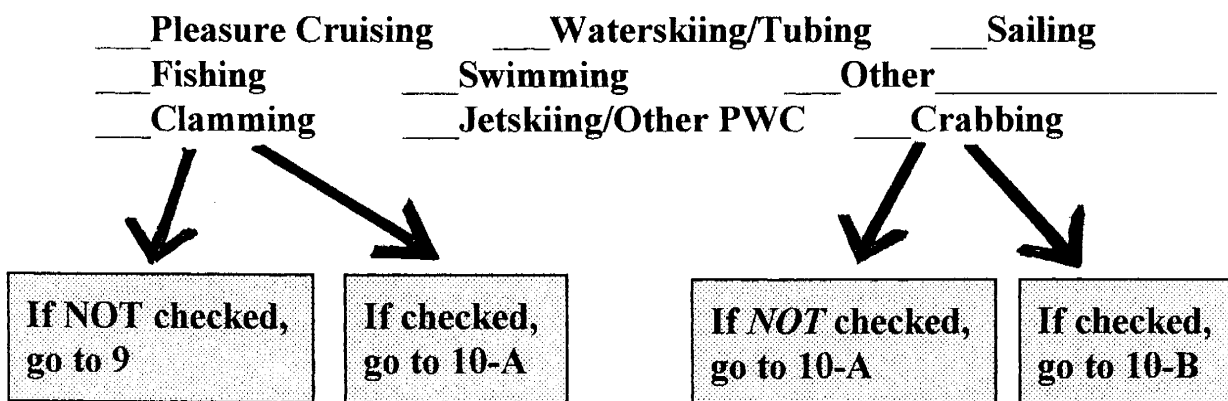 ___Pleasure Cruising ___Waterskiing/Tubing ___Sailing
___Fishing ___Swimming ___Other____________________
___Clamming ___Jetskiing/Other PWC ___Crabbing
If NOT checked,
go to 9
If checked,
go to 10-A
If NOT checked,
go to 10-A
If checked,
go to 10-B